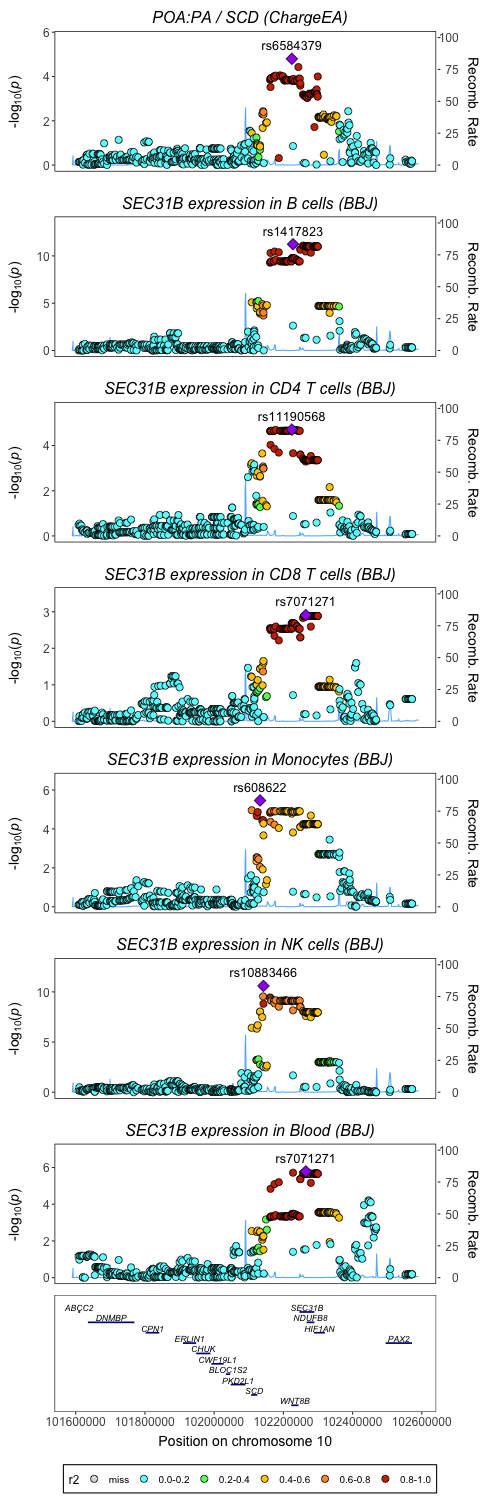 POA:PA / SCD (ChargeEA)
rs6584379
-log10(p)
Recomb. Rate
0 2 4 6
0 25 50 75 100
SEC31B expression in B cells (BBJ)
rs1417823
-log10(p)
Recomb. Rate
0 5 10
0 25 50 75 100
SEC31B expression in CD4 T cells (BBJ)
rs11190568
-log10(p)
Recomb. Rate
0 2 4
0 25 50 75 100
SEC31B expression in CD8 T cells (BBJ)
rs7071271
-log10(p)
Recomb. Rate
0 1 2 3
0 25 50 75 100
SEC31B expression in Monocytes (BBJ)
rs608622
-log10(p)
Recomb. Rate
0 2 4 6
0 25 50 75 100
SEC31B expression in NK cells (BBJ)
rs10883466
-log10(p)
Recomb. Rate
0 5 10
0 25 50 75 100
SEC31B expression in Blood (BBJ)
rs7071271
-log10(p)
Recomb. Rate
0 2 4 6
0 25 50 75 100
ABCC2 SEC31B
DNMBP NDUFB8
CPN1 HIF1AN
ERLIN1 PAX2
CHUK
CWF19L1
BLOC1S2
PKD2L1
SCD
WNT8B
101600000 101800000 102000000 102200000 102400000 102600000
Position on chromosome 10
r2 miss 0.0-0.2 0.2-0.4 0.4-0.6 0.6-0.8 0.8-1.0